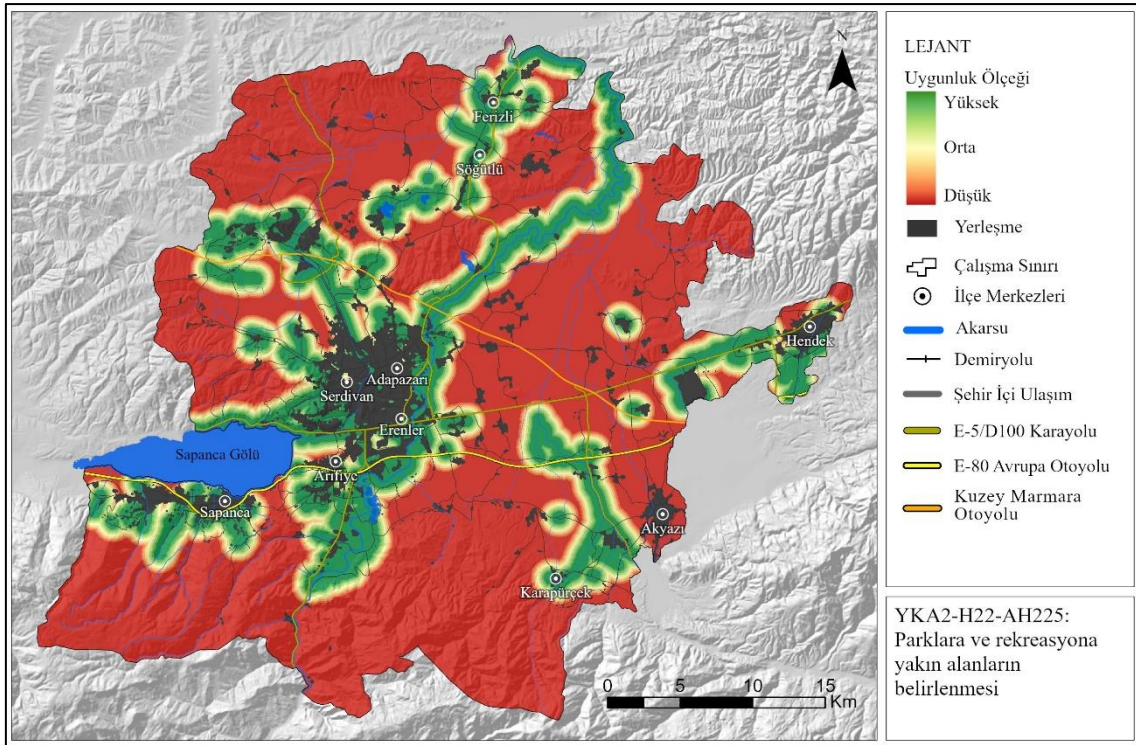 N
Ferizli
Söğütlü
Hendek
Adapazarı
Serdivan
Erenler
Sapanca Gölü
Arifiye
Sapanca
Akyazı
Karapürçek
0 5 10 15
Km
LEJANT
Uygunluk Ölçeği
Yüksek
Orta
Düşük
Yerleşme
Çalışma Sınırı
İlçe Merkezleri
Akarsu
Demiryolu
Şehir İçi Ulaşım
E-5/D100 Karayolu
E-80 Avrupa Otoyolu
Kuzey Marmara
Otoyolu
YKA2-H22-AH225:
Parklara ve rekreasyona
yakın alanların
belirlenmesi